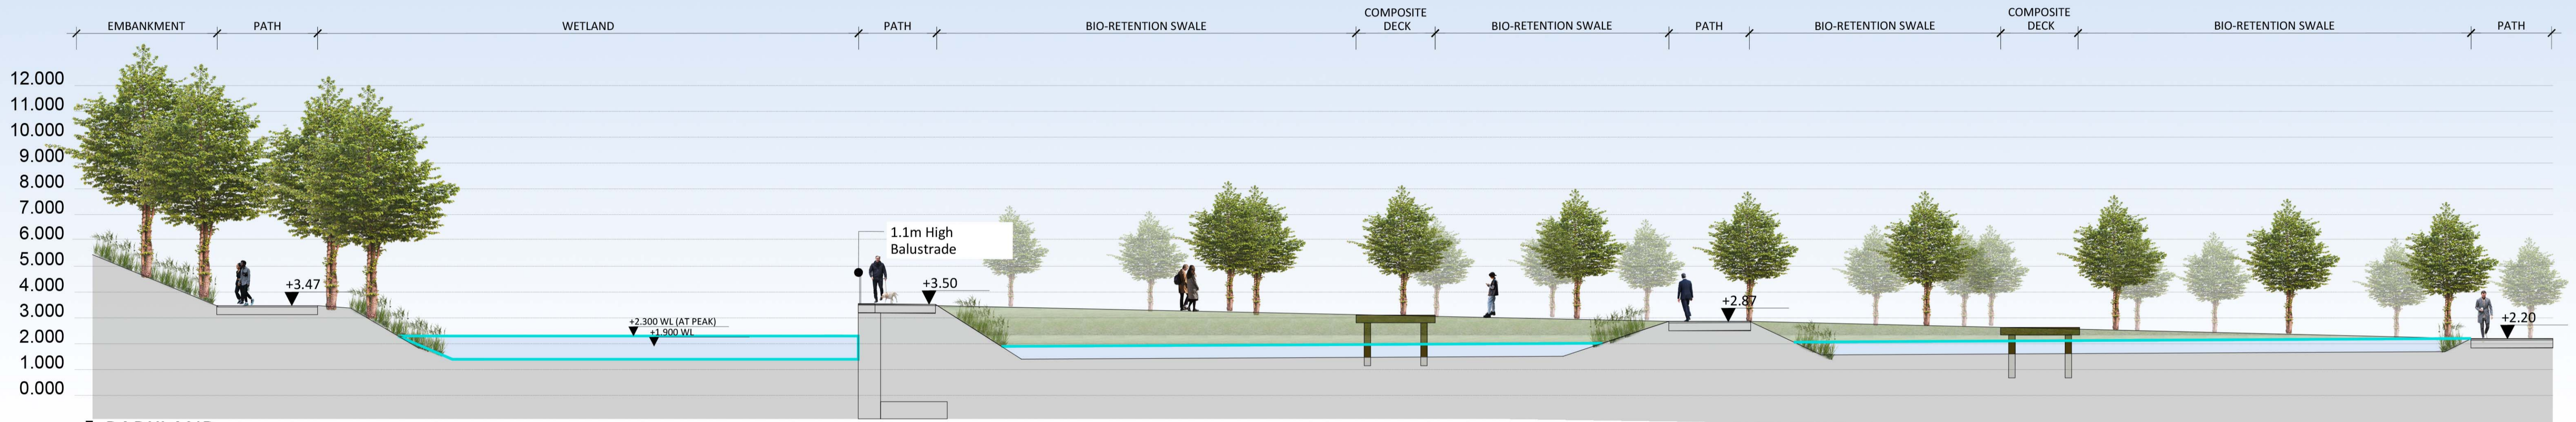 EMBANKMENT
PATH
WETLAND
PATH
BIO-RETENTION SWALE
COMPOSITE
DECK
BIO-RETENTION SWALE
PATH
BIO-RETENTION SWALE
COMPOSITE
DECK
BIO-RETENTION SWALE
PATH
12.000
11.000
10.000
9.000
8.000
7.000
6.000
5.000
4.000
3.000
2.000
1.000
0.000
+3.47
+2.300 WL (AT PEAK)
+1.900 WL
1.1m High
Balustrade
+3.50
+2.87
+2.20